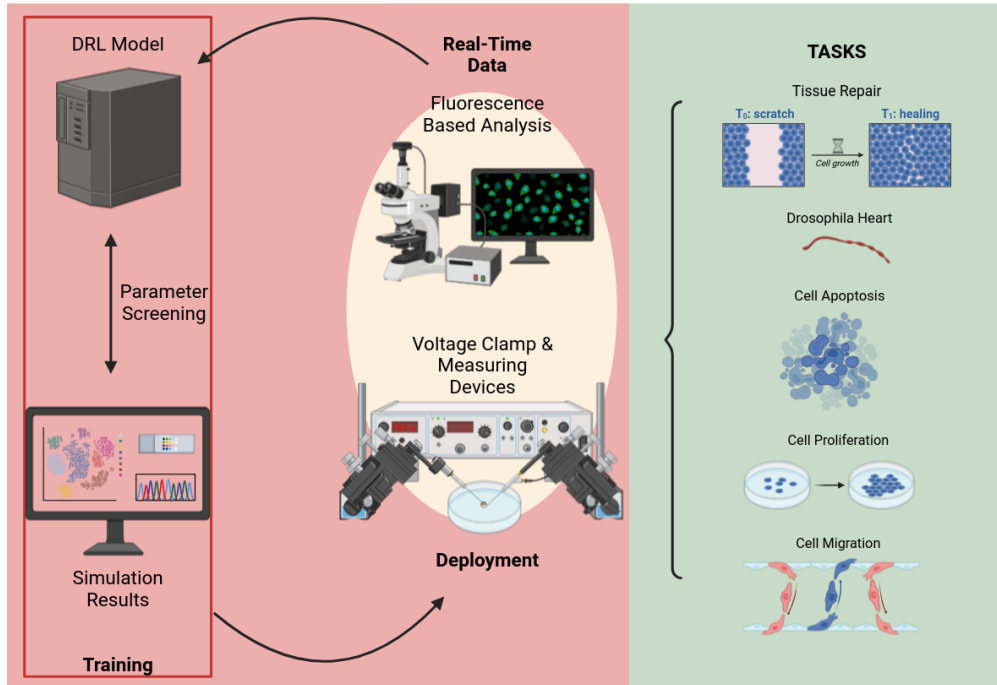 DRL Model
Parameter
Screening
Simulation
Results
Training
Real-Time
Data
Fluorescence
Based Analysis
Voltage Clamp &
Measuring
Devices
Deployment
TASKS
Tissue Repair
T₀: scratch
T₁: healing
Cell growth
Drosophila Heart
Cell Apoptosis
Cell Proliferation
Cell Migration